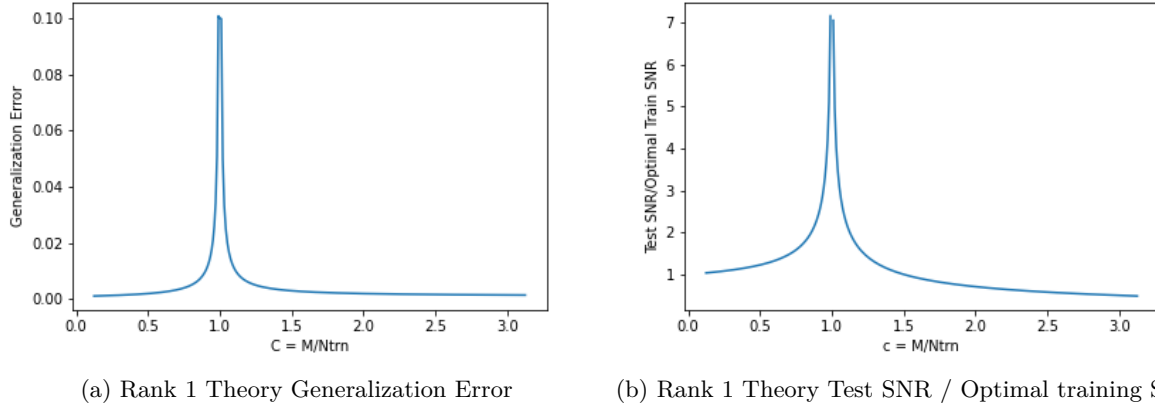 0.10
0.08
0.06
0.04
0.02
0.00
Generalization Error
0.0 0.5 1.0 1.5 2.0 2.5 3.0
C = M/Ntrn
(a) Rank 1 Theory Generalization Error
7
6
5
4
3
2
1
Test SNR/Optimal Train SNR
0.0 0.5 1.0 1.5 2.0 2.5 3.0
c = M/Ntrn
(b) Rank 1 Theory Test SNR / Optimal training S